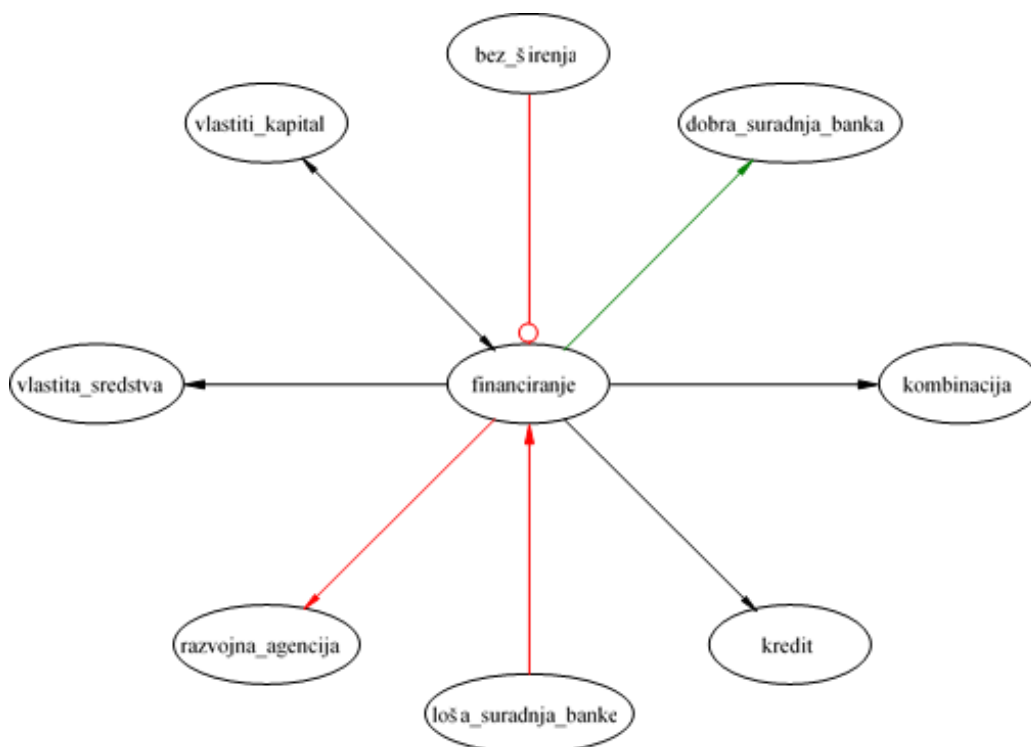 bez_širenja
vlastiti_kapital
dobra_suradnja_banka
vlastita_sredstva
financiranje
kombinacija
razvojna_agencija
kredit
loša_suradnja_banke